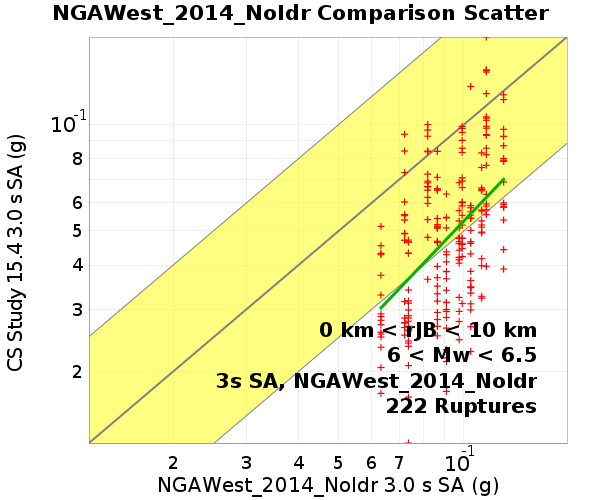 NGAWest_2014_NoIdr Comparison Scatter
CS Study 15.4 3.0 s SA (g)
10-1
8
6
5
4
3
2
0 km < rJB < 10 km
6 < Mw < 6.5
3s SA, NGAWest_2014_NoIdr
222 Ruptures
2 3 4 5 6 7 10-1
NGAWest_2014_NoIdr 3.0 s SA (g)